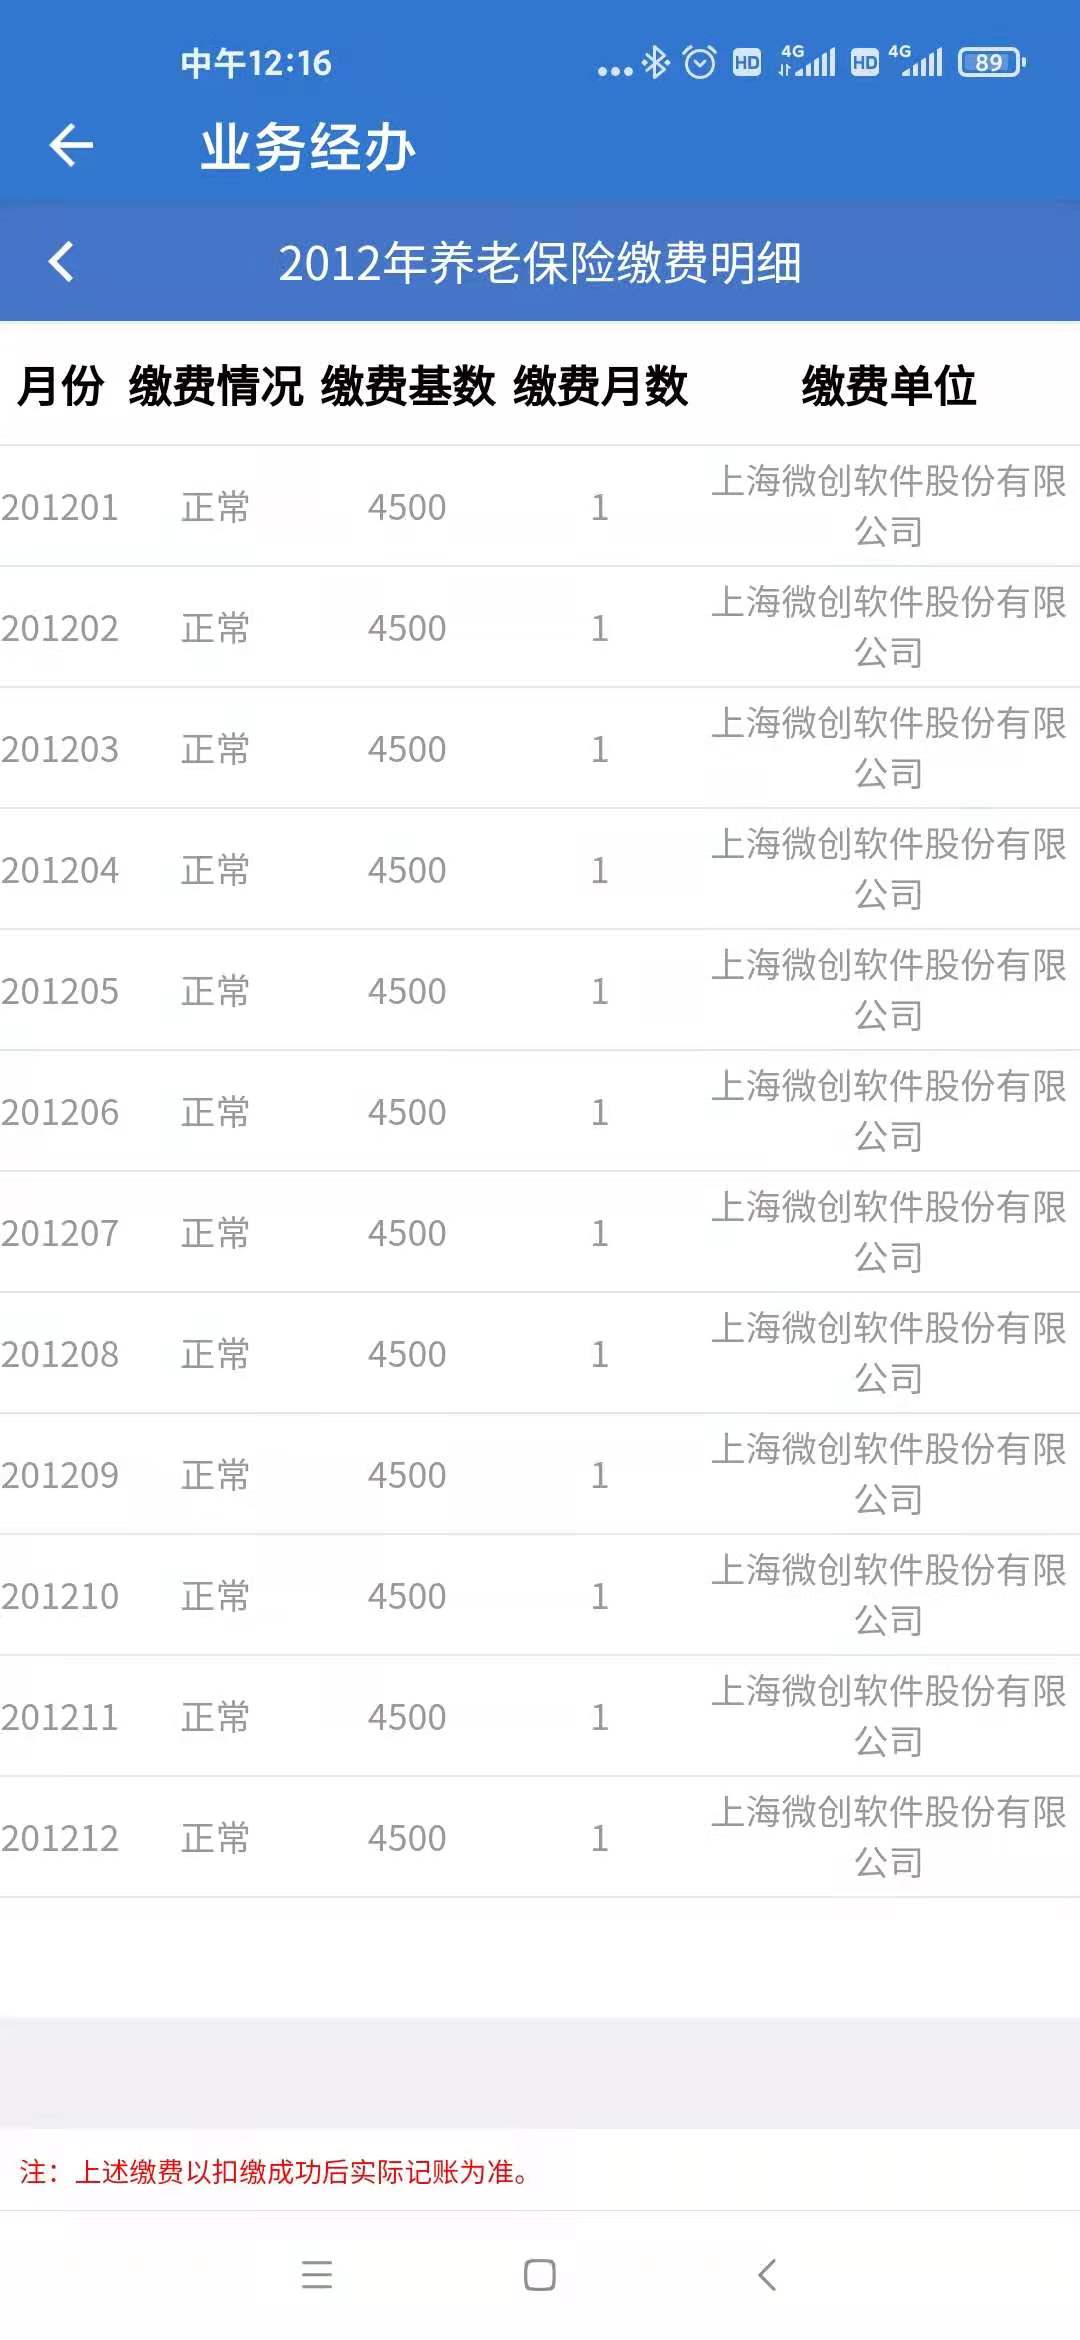 中午12:16 HD 4G HD 4G 89
业务经办
2012年养老保险缴费明细
月份 缴费情况 缴费基数 缴费月数 缴费单位
201201 正常 4500 1 上海微创软件股份有限
公司
201202 正常 4500 1 上海微创软件股份有限
公司
201203 正常 4500 1 上海微创软件股份有限
公司
201204 正常 4500 1 上海微创软件股份有限
公司
201205 正常 4500 1 上海微创软件股份有限
公司
201206 正常 4500 1 上海微创软件股份有限
公司
201207 正常 4500 1 上海微创软件股份有限
公司
201208 正常 4500 1 上海微创软件股份有限
公司
201209 正常 4500 1 上海微创软件股份有限
公司
201210 正常 4500 1 上海微创软件股份有限
公司
201211 正常 4500 1 上海微创软件股份有限
公司
201212 正常 4500 1 上海微创软件股份有限
公司
注：上述缴费以扣缴成功后实际记账为准。